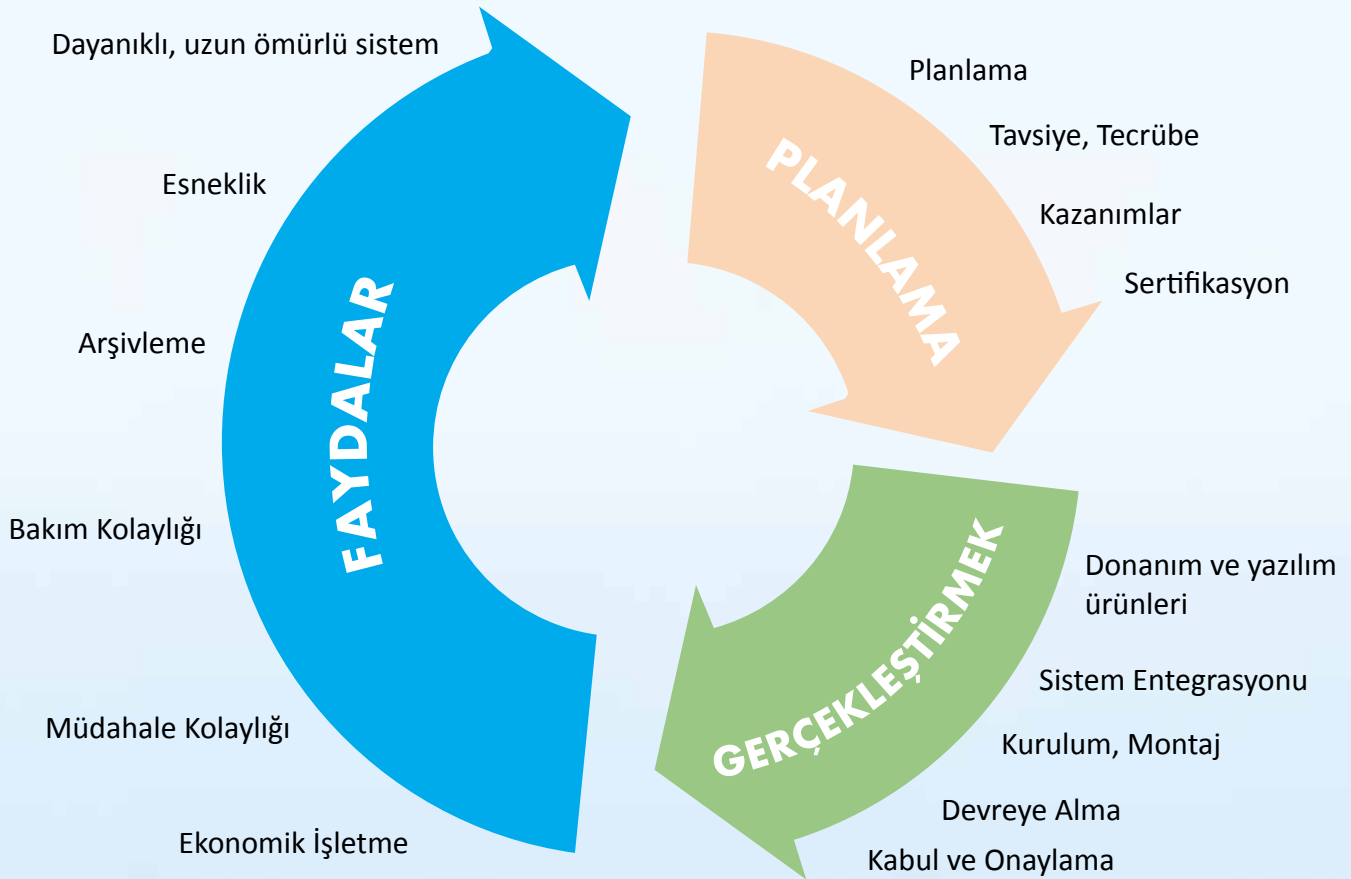 PLANLAMA
Planlama
Tavsiye, Tecrübe
Kazanımlar
Sertifikasyon
GERÇEKLEŞTİRMEK
Donanım ve yazılım
ürünleri
Sistem Entegrasyonu
Kurulum, Montaj
Devreye Alma
Kabul ve Onaylama
FAYDALAR
Dayanıklı, uzun ömürlü sistem
Esneklik
Arşivleme
Bakım Kolaylığı
Müdahale Kolaylığı
Ekonomik İşletme